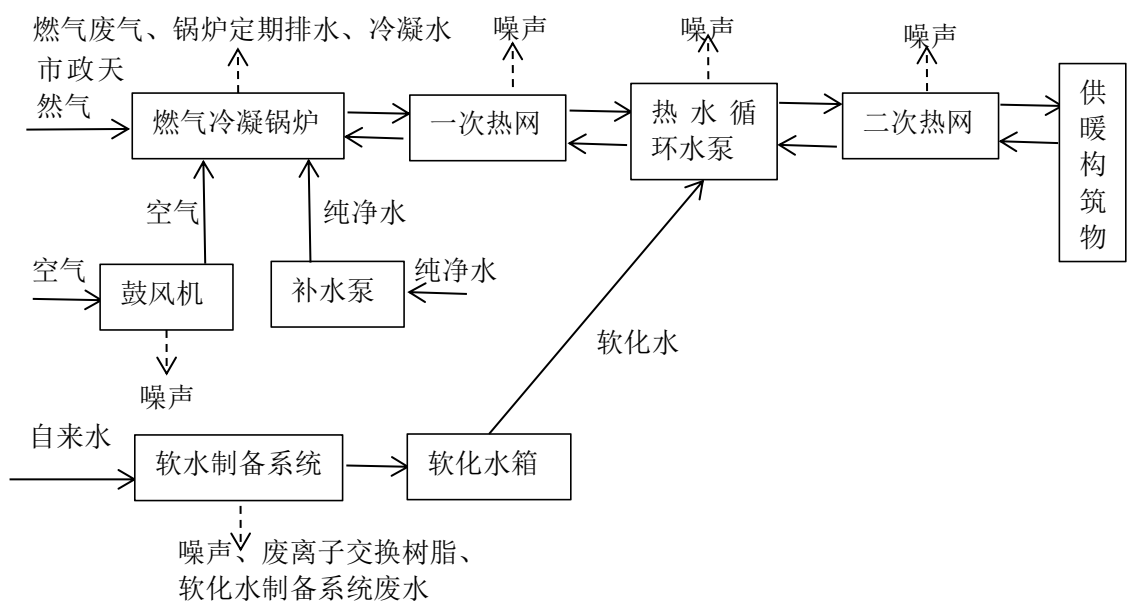 燃气废气、锅炉定期排水、冷凝水
噪声
噪声
噪声
市政天
然气
燃气冷凝锅炉
一次热网
热水循
环水泵
二次热网
供
暖
构
筑
物
空气
纯净水
空气
鼓风机
补水泵
纯净水
噪声
软化水
自来水
软水制备系统
软化水箱
噪声、废离子交换树脂、
软化水制备系统废水